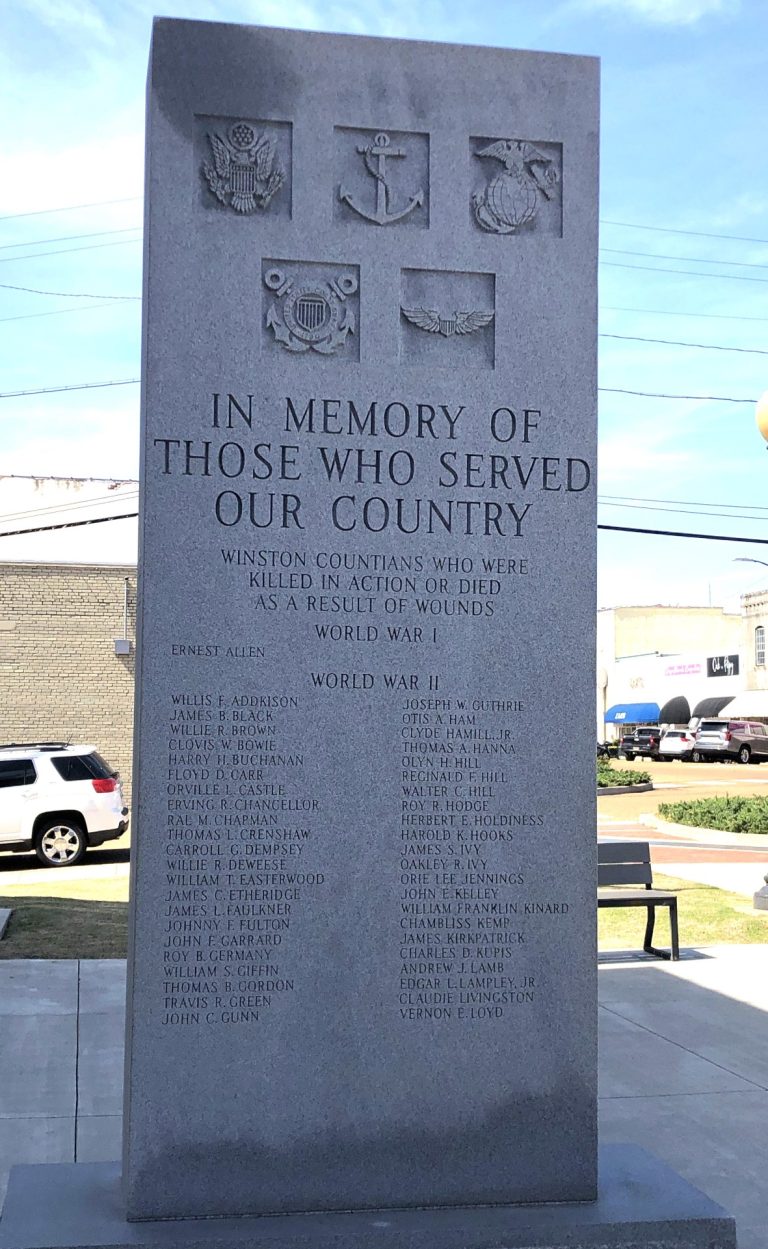 IN MEMORY OF
THOSE WHO SERVED
OUR COUNTRY
WINSTON COUNTIANS WHO WERE
KILLED IN ACTION OR DIED
AS A RESULT OF WOUNDS
WORLD WAR I
ERNEST ALLEN
WORLD WAR II
WILLIS F. ADDKISON
JAMES B. BLACK
WILLIE R. BROWN
CLOVIS W. BOWIE
HARRY H. BUCHANAN
FLOYD D. CARR
ORVILLE L. CASTLE
ERVING R. CHANCELLOR
RAL M. CHAPMAN
THOMAS L. CRENSHAW
CARROLL G. DEMPSEY
WILLIE R. DEWEESE
WILLIAM T. EASTERWOOD
JAMES C. ETHERIDGE
JAMES L. FAULKNER
JOHNNY F. FULTON
JOHN F. GARRARD
ROY B. GERMANY
WILLIAM S. GIFFIN
THOMAS B. GORDON
TRAVIS R. GREEN
JOHN C. GUNN
JOSEPH W. GUTHRIE
OTIS A. HAM
CLYDE HAMILL, JR.
THOMAS A. HANNA
OLYN H. HILL
REGINALD F. HILL
WALTER C. HILL
ROY R. HODGE
HERBERT E. HOLDINESS
HAROLD K. HOOKS
JAMES S. IVY
OAKLEY R. IVY
ORIE LEE JENNINGS
JOHN E. KELLEY
WILLIAM FRANKLIN KINARD
CHAMBLISS KEMP
JAMES KIRKPATRICK
CHARLES D. KUPIS
ANDREW J. LAMB
EDGAR L. LAMPLEY, JR.
CLAUDIE LIVINGSTON
VERNON E. LOYD